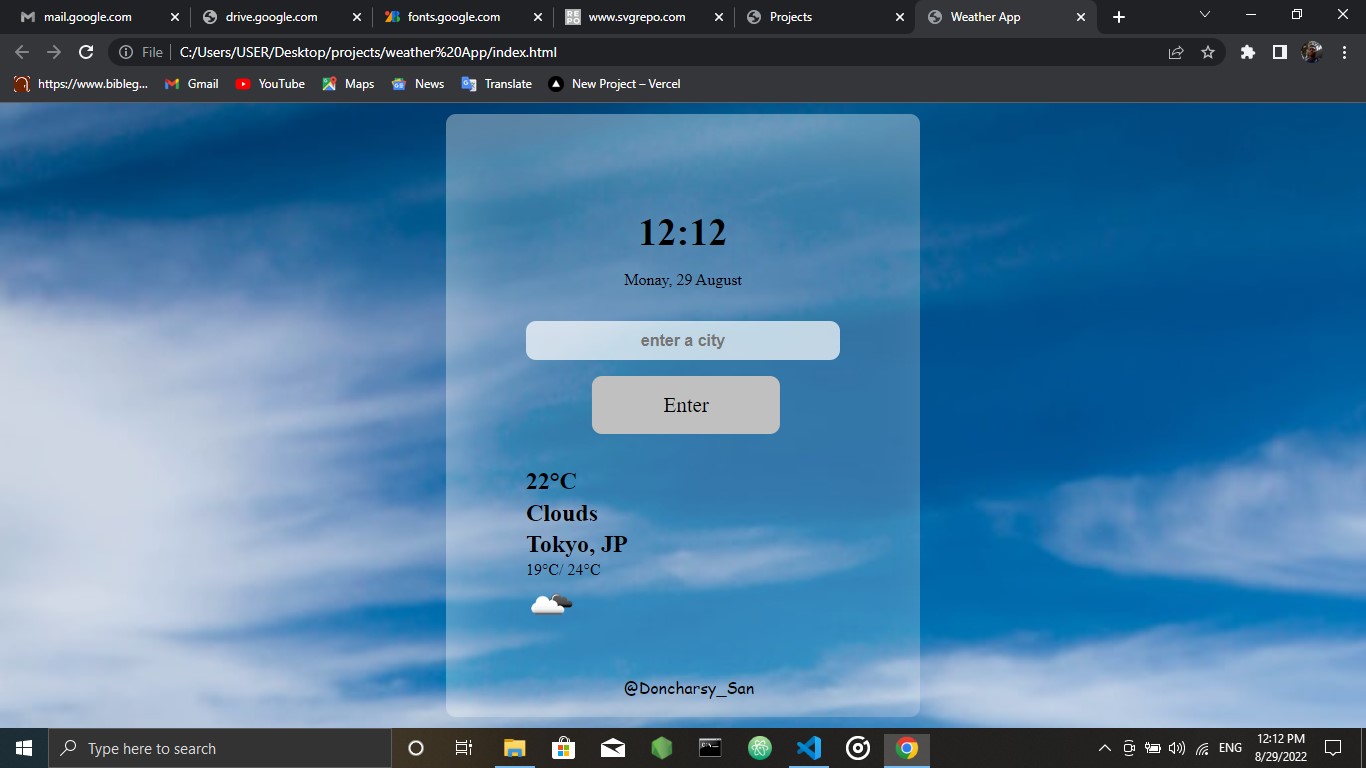 mail.google.com
drive.google.com
fonts.google.com
RE
PO
www.svgrepo.com
Projects
Weather App
File C:/Users/USER/Desktop/projects/weather%20App/index.html
https://www.bibleg...
Gmail
YouTube
Maps
News
Translate
New Project – Vercel
12:12
Monay, 29 August
enter a city
Enter
22°C
Clouds
Tokyo, JP
19°C/ 24°C
@Doncharsy_San
Type here to search
ENG
12:12 PM
8/29/2022